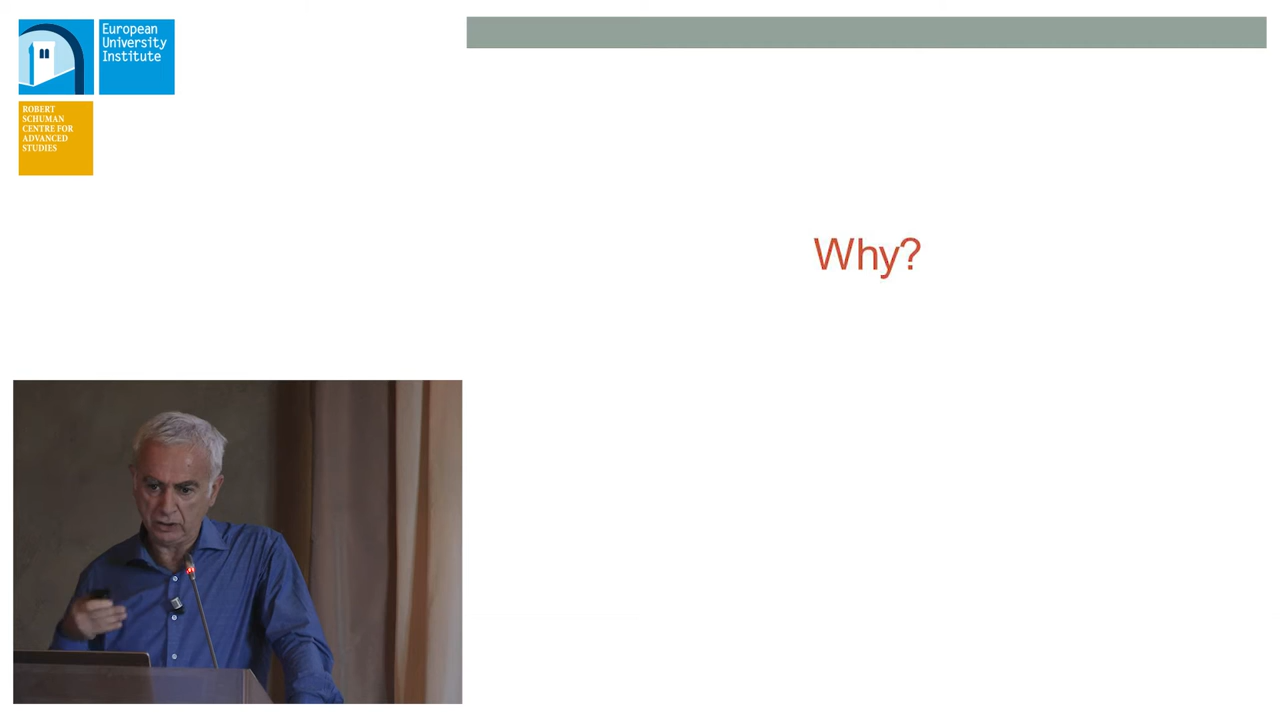 European
University
Institute
ROBERT
SCHUMAN
CENTRE FOR
ADVANCED
STUDIES
Why?